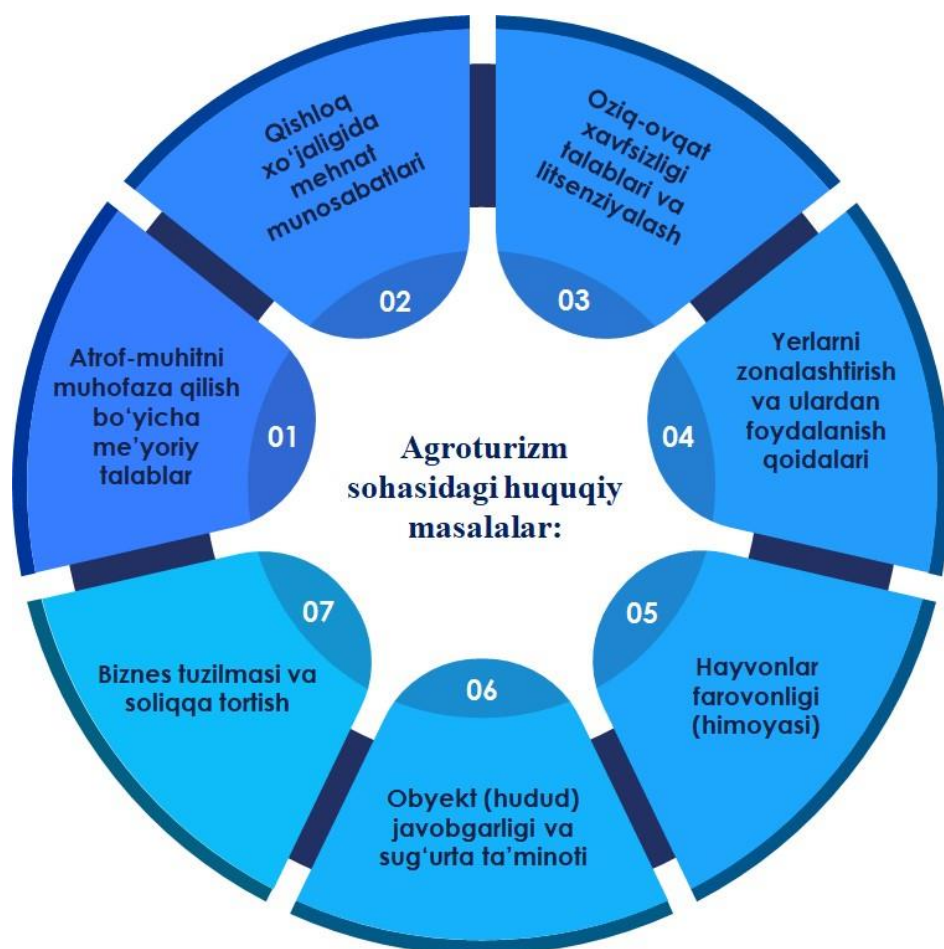 Agroturizm
sohasidagi huquqiy
masalalar:
01
Atrof-muhitni
muhofaza qilish
bo‘yicha
me’yoriy
talablar
02
Qishloq
xo‘jaligida
mehnat
munosabatlari
03
Oziq-ovqat
xavfsizligi
talablari va
litsenziyalash
04
Yerlarni
zonalashtirish
va ulardan
foydalanish
qoidalari
05
Hayvonlar
farovonligi
(himoyasi)
06
Obyekt (hudud)
javobgarligi va
sug‘urta ta’minoti
07
Biznes tuzilmasi va
soliqqa tortish